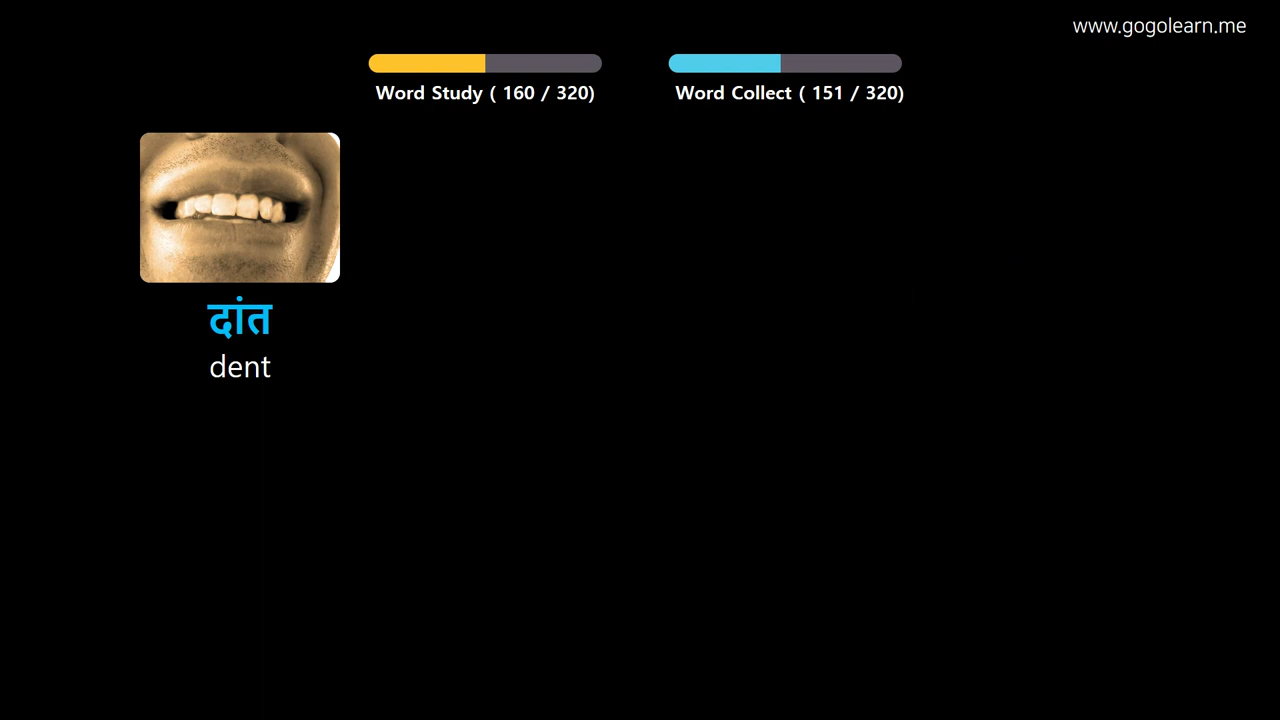 www.gogolearn.me
Word Study ( 160 / 320)
Word Collect ( 151 / 320)
दांत
dent